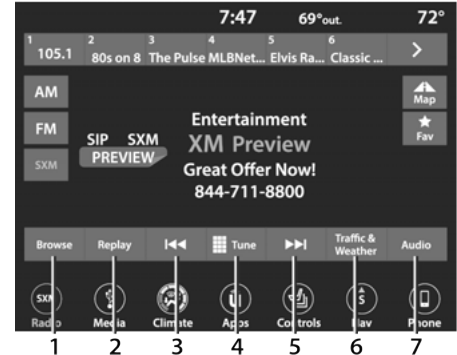 7:47 69°out. 72°
1 2 3 4 5 6
105.1 80s on 8 The Pulse MLBNet... Elvis Ra... Classic ...
AM
FM
SXM
SIP SXM
PREVIEW
Entertainment
XM Preview
Great Offer Now!
844-711-8800
Map
Fav
Browse Replay Tune Traffic & Weather Audio
SXM S
Radio Media Climate Apps Controls Nav Phone
1 2 3 4 5 6 7